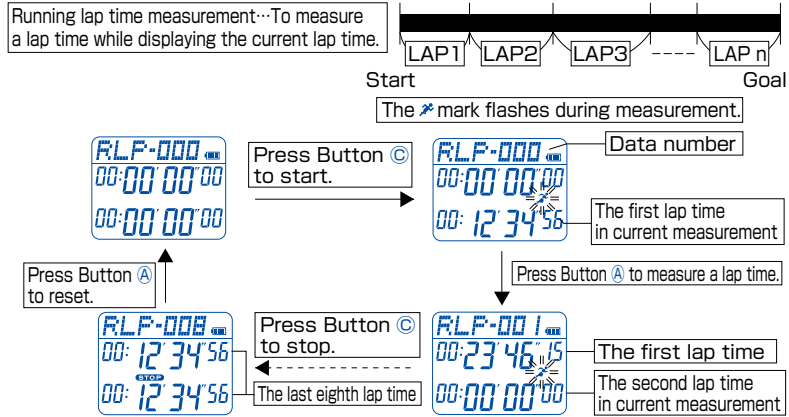 Running lap time measurement…To measure
a lap time while displaying the current lap time.
LAP1 LAP2 LAP3 LAP n
Start Goal
The mark flashes during measurement.
RLP-000
00:00'00"00
00:00'00"00
Press Button Ⓒ
to start.
RLP-000
00:00'00"00
00:12'34"56
Data number
The first lap time
in current measurement
Press Button Ⓐ
to reset.
Press Button Ⓐ to measure a lap time.
RLP-008
00:12'34"56
STOP
00:12'34"56
Press Button Ⓒ
to stop.
The last eighth lap time
RLP-001
00:23'46"15
00:00'00"00
The first lap time
The second lap time
in current measurement